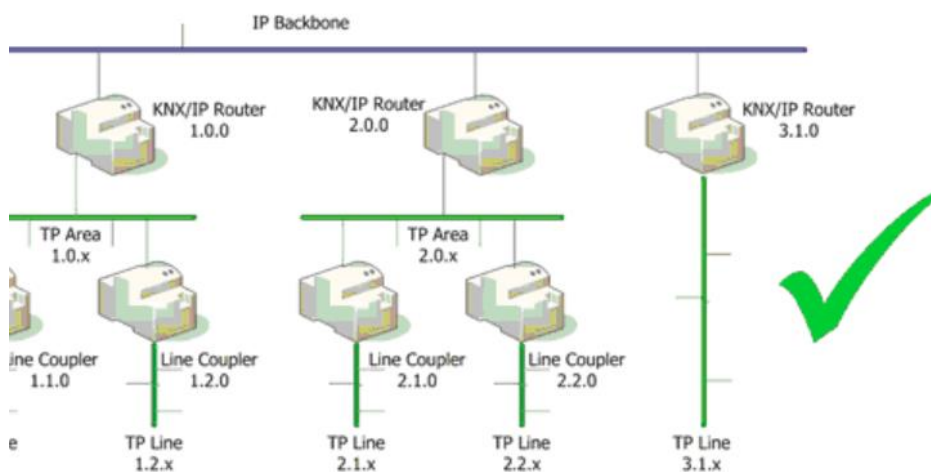 IP Backbone
KNX/IP Router
1.0.0
KNX/IP Router
2.0.0
KNX/IP Router
3.1.0
TP Area
1.0.x
TP Area
2.0.x
Line Coupler
1.1.0
Line Coupler
1.2.0
Line Coupler
2.1.0
Line Coupler
2.2.0
e
TP Line
1.2.x
TP Line
2.1.x
TP Line
2.2.x
TP Line
3.1.x